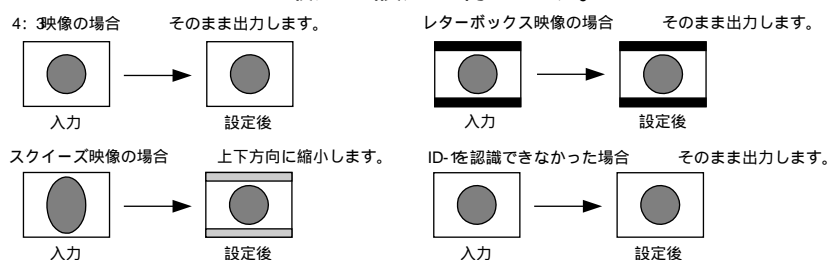 4：3映像の場合 そのまま出力します。
入力 設定後
レターボックス映像の場合 そのまま出力します。
入力 設定後
スクイーズ映像の場合 上下方向に縮小します。
入力 設定後
ID-1を認識できなかった場合 そのまま出力します。
入力 設定後